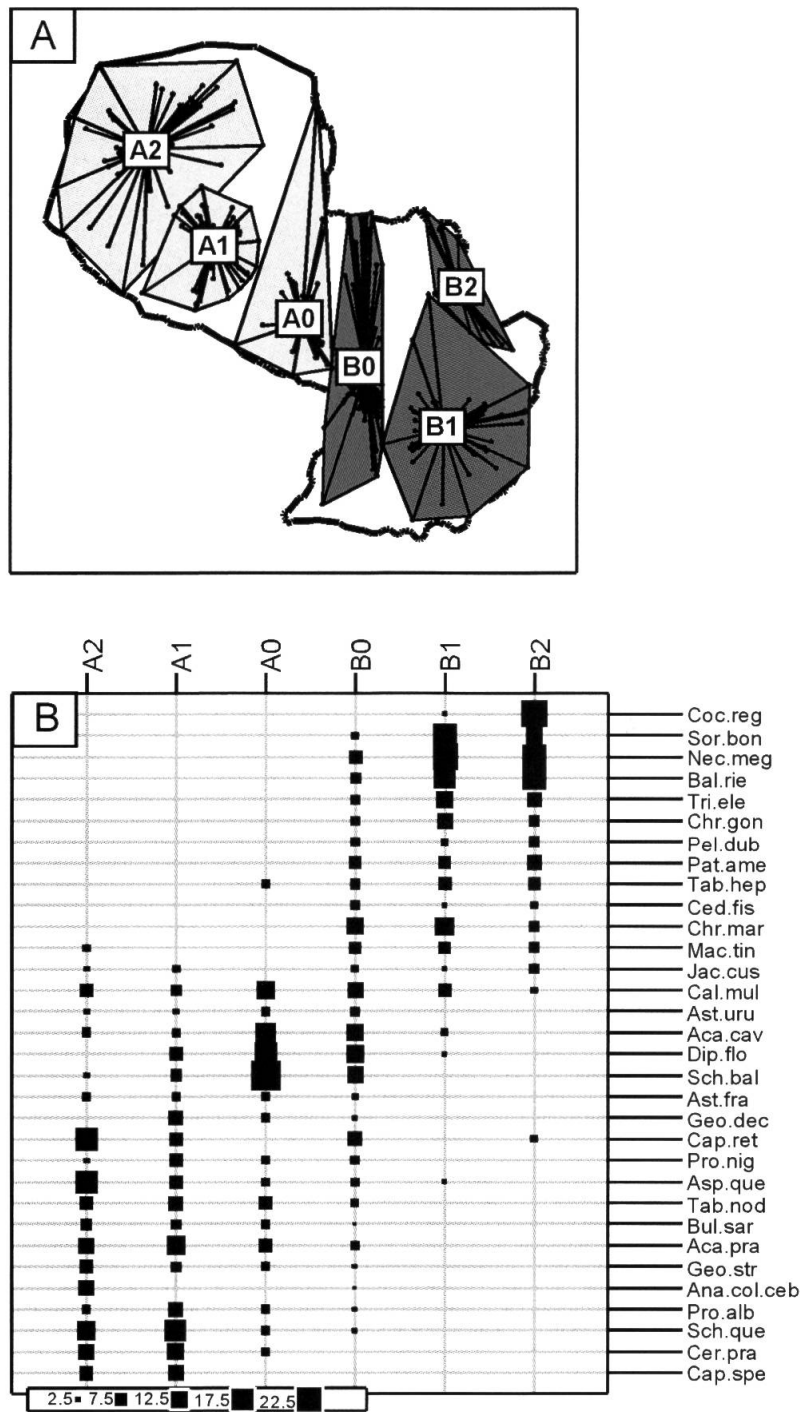 A
A2
A1
A0
B0
B2
B1
A2 A1 A0 B0 B1 B2
B
Coc.reg
Sor.bon
Nec.meg
Bal.rie
Tri.ele
Chr.gon
Pel.dub
Pat.ame
Tab.hep
Ced.fis
Chr.mar
Mac.tin
Jac.cus
Cal.mul
Ast.uru
Aca.cav
Dip.flo
Sch.bal
Ast.fra
Geo.dec
Cap.ret
Pro.nig
Asp.que
Tab.nod
Bul.sar
Aca.pra
Geo.str
Ana.col.ceb
Pro.alb
Sch.que
Cer.pra
Cap.spe
2.5 7.5 12.5 17.5 22.5